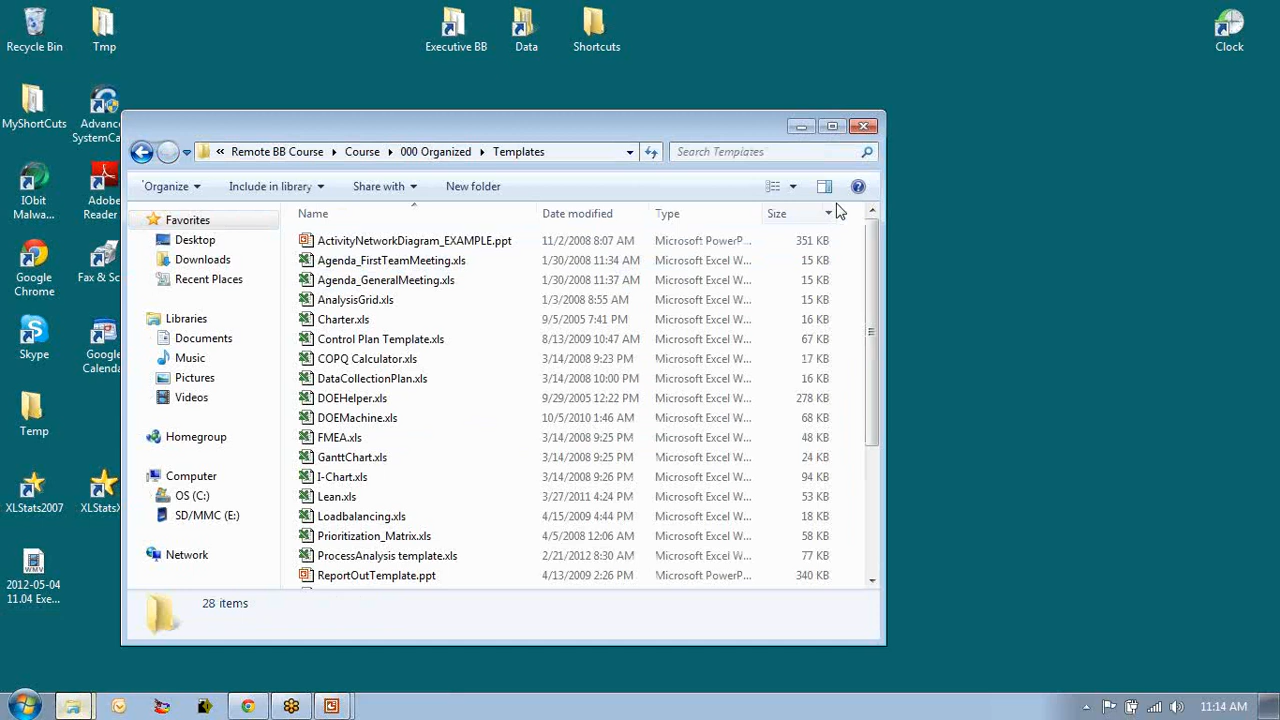 Recycle Bin
Tmp
Executive BB
Data
Shortcuts
Clock
MyShortCuts
Advanc...
SystemCa...
« Remote BB Course Course 000 Organized Templates
Search Templates
Organize
Include in library
Share with
New folder
Name
Date modified
Type
Size
ActivityNetworkDiagram_EXAMPLE.ppt 11/2/2008 8:07 AM Microsoft PowerP... 351 KB
Agenda_FirstTeamMeeting.xls 1/30/2008 11:34 AM Microsoft Excel W... 15 KB
Agenda_GeneralMeeting.xls 1/30/2008 11:37 AM Microsoft Excel W... 15 KB
AnalysisGrid.xls 1/3/2008 8:55 AM Microsoft Excel W... 15 KB
Charter.xls 9/5/2005 7:41 PM Microsoft Excel W... 16 KB
Control Plan Template.xls 8/13/2009 10:47 AM Microsoft Excel W... 67 KB
COPQ Calculator.xls 3/14/2008 9:23 PM Microsoft Excel W... 17 KB
DataCollectionPlan.xls 3/14/2008 10:00 PM Microsoft Excel W... 16 KB
DOEHelper.xls 9/29/2005 12:22 PM Microsoft Excel W... 278 KB
DOEMachine.xls 10/5/2010 1:46 AM Microsoft Excel W... 68 KB
FMEA.xls 3/14/2008 9:25 PM Microsoft Excel W... 48 KB
GanttChart.xls 3/14/2008 9:25 PM Microsoft Excel W... 24 KB
I-Chart.xls 3/14/2008 9:25 PM Microsoft Excel W... 94 KB
Lean.xls 3/27/2011 4:24 PM Microsoft Excel W... 53 KB
Loadbalancing.xls 4/15/2009 4:44 PM Microsoft Excel W... 18 KB
Prioritization_Matrix.xls 4/5/2008 12:06 AM Microsoft Excel W... 58 KB
ProcessAnalysis template.xls 2/21/2012 8:30 AM Microsoft Excel W... 77 KB
ReportOutTemplate.ppt 4/13/2009 2:26 PM Microsoft PowerP... 340 KB
Favorites
Desktop
Downloads
Recent Places
Libraries
Documents
Music
Pictures
Videos
Homegroup
Computer
OS (C:)
SD/MMC (E:)
Network
28 items
IObit
Malwa...
Adobe
Reader
Google
Chrome
Fax & Sc
Skype
Google
Calenda
Temp
XLStats2007
XLStatsX
WMV
2012-05-04
11.04 Exe...
11:14 AM